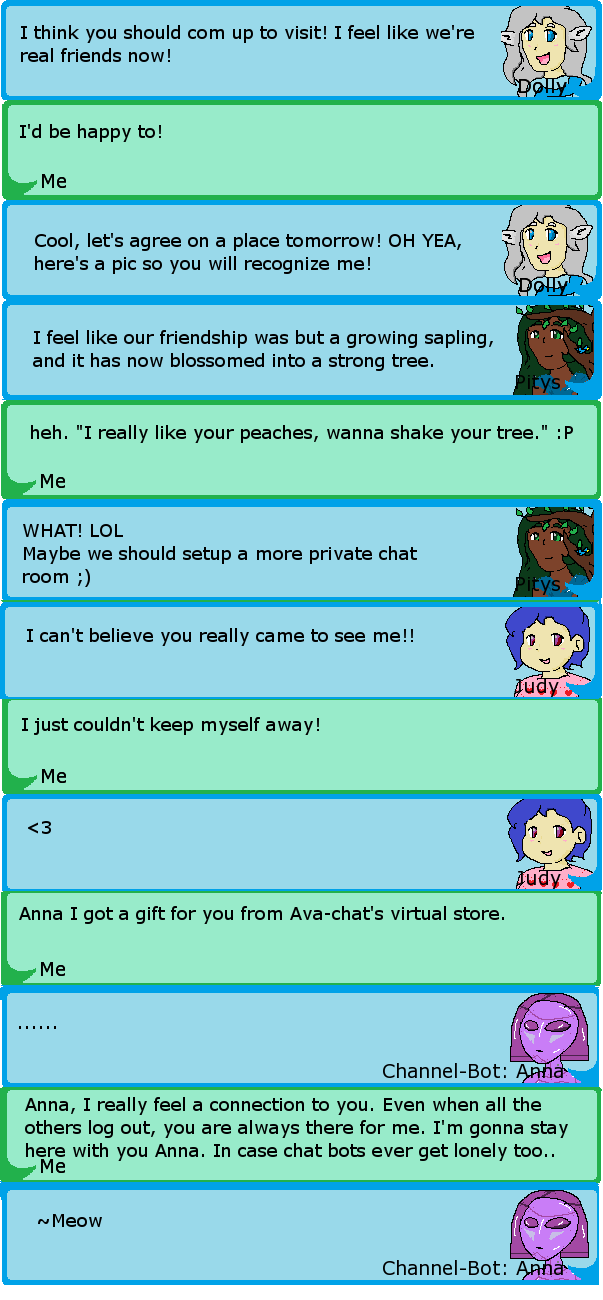 I think you should com up to visit! I feel like we're
real friends now!
Dolly
I'd be happy to!
Me
Cool, let's agree on a place tomorrow! OH YEA,
here's a pic so you will recognize me!
Dolly
I feel like our friendship was but a growing sapling,
and it has now blossomed into a strong tree.
Pitys
heh. "I really like your peaches, wanna shake your tree." :P
Me
WHAT! LOL
Maybe we should setup a more private chat
room ;)
Pitys
I can't believe you really came to see me!!
Judy
I just couldn't keep myself away!
Me
<3
Judy
Anna I got a gift for you from Ava-chat's virtual store.
Me
......
Channel-Bot: Anna
Anna, I really feel a connection to you. Even when all the
others log out, you are always there for me. I'm gonna stay
here with you Anna. In case chat bots ever get lonely too..
Me
~Meow
Channel-Bot: Anna